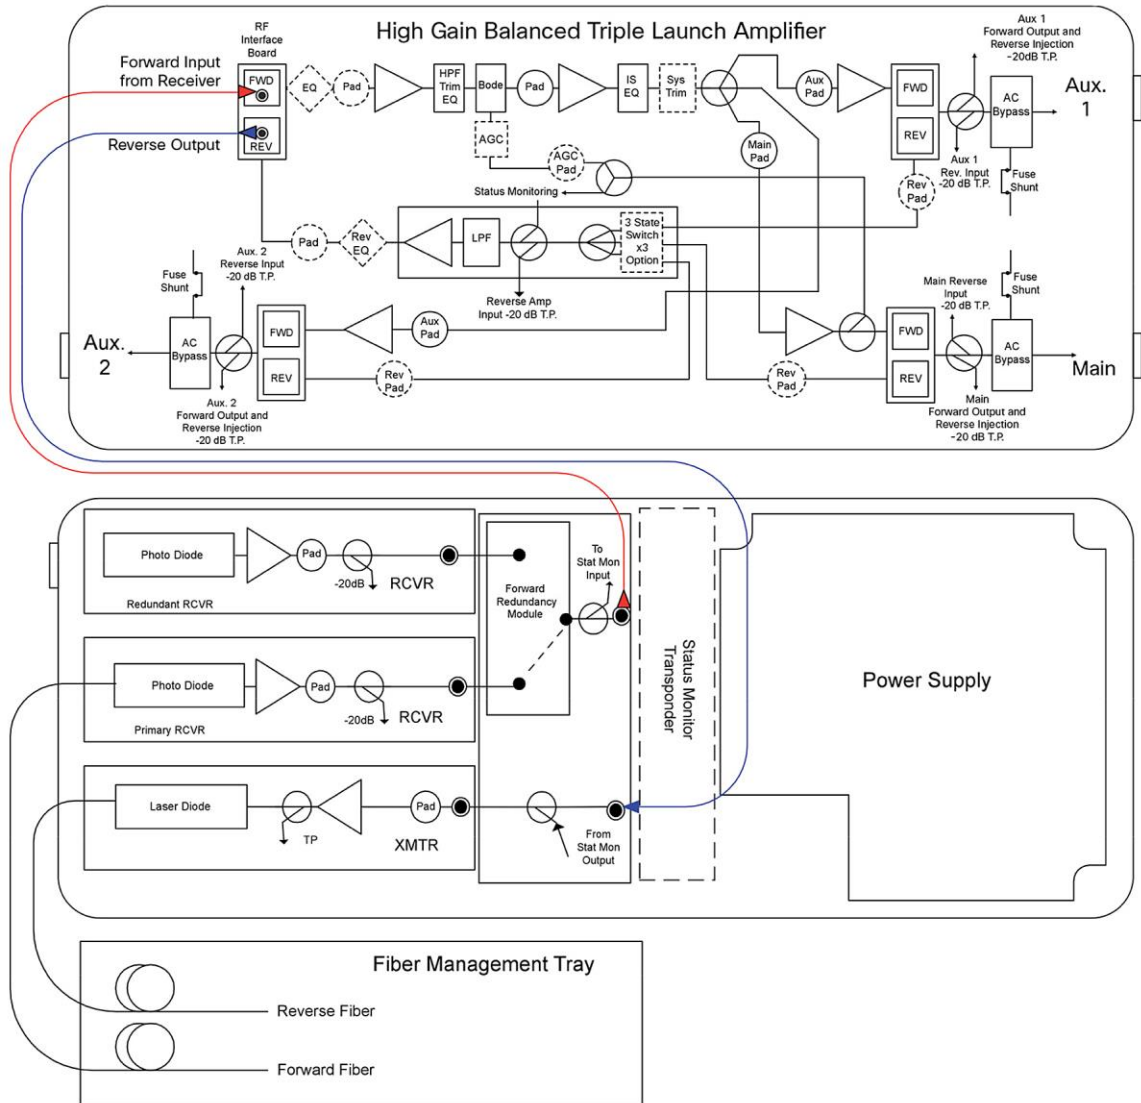 High Gain Balanced Triple Launch Amplifier
RF
Interface
Board
Forward Input
from Receiver
Reverse Output
FWD
REV
EQ
Pad
HPF
Trim
EQ
Bode
Pad
IS
EQ
Sys
Trim
Aux
Pad
FWD
REV
Aux 1
Forward Output and
Reverse Injection
-20dB T.P.
AC
Bypass
Aux.
1
AGC
AGC
Pad
Main
Pad
Aux 1
Rev. Input
-20 dB T.P.
Fuse
Shunt
Rev
Pad
Status Monitoring
Pad
Rev
EQ
LPF
3 State
Switch
x3
Option
Reverse Amp
Input -20 dB T.P.
Aux. 2
Reverse Input
-20 dB T.P.
Fuse
Shunt
Aux.
2
AC
Bypass
FWD
REV
Aux
Pad
Rev
Pad
Aux. 2
Forward Output and
Reverse Injection
-20 dB T.P.
Main Reverse
Input
-20 dB T.P.
Fuse
Shunt
FWD
REV
Rev
Pad
AC
Bypass
Main
Main
Forward Output and
Reverse Injection
-20 dB T.P.
Photo Diode
Pad
-20dB
RCVR
Redundant RCVR
Forward
Redundancy
Module
To
Stat Mon
Input
Status Monitor
Transponder
Power Supply
Photo Diode
Pad
-20dB
RCVR
Primary RCVR
Laser Diode
TP
Pad
XMTR
From
Stat Mon
Output
Fiber Management Tray
Reverse Fiber
Forward Fiber